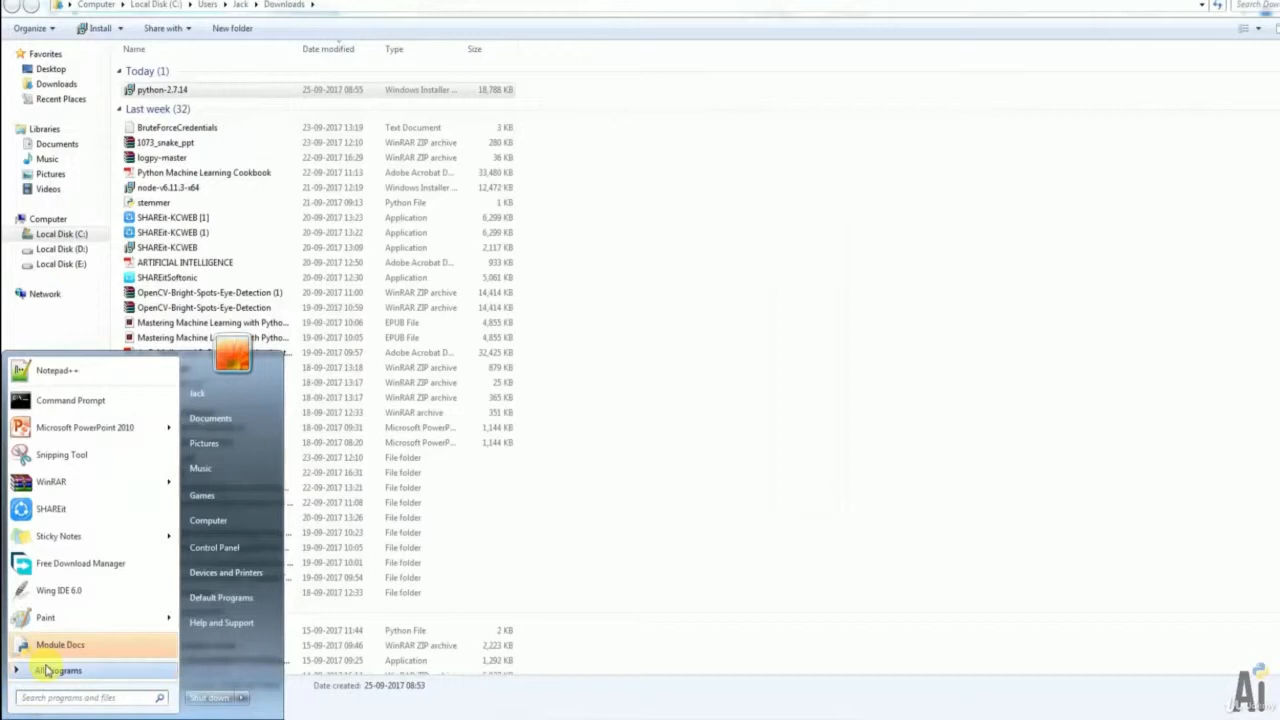 Computer ▸ Local Disk (C:) ▸ Users ▸ Jack ▸ Downloads ▸
Search Dow
Organize ▾ Install ▾ Share with ▾ New folder
Name Date modified Type Size
Favorites
Desktop
Downloads
Recent Places
Libraries
Documents
Music
Pictures
Videos
Computer
Local Disk (C:)
Local Disk (D:)
Local Disk (E:)
Network
Today (1)
python-2.7.14 25-09-2017 08:55 Windows Installer ... 18,788 KB
Last week (32)
BruteForceCredentials 23-09-2017 13:19 Text Document 3 KB
1073_snake_ppt 23-09-2017 12:10 WinRAR ZIP archive 280 KB
logpy-master 22-09-2017 16:29 WinRAR ZIP archive 36 KB
Python Machine Learning Cookbook 22-09-2017 11:13 Adobe Acrobat D... 33,480 KB
node-v6.11.3-x64 21-09-2017 12:19 Windows Installer ... 12,472 KB
stemmer 21-09-2017 09:13 Python File 1 KB
SHAREit-KCWEB [1] 20-09-2017 13:23 Application 6,299 KB
SHAREit-KCWEB (1) 20-09-2017 13:22 Application 6,299 KB
SHAREit-KCWEB 20-09-2017 13:09 Application 2,117 KB
ARTIFICIAL INTELLIGENCE 20-09-2017 12:50 Adobe Acrobat D... 933 KB
SHAREitSoftonic 20-09-2017 12:30 Application 5,061 KB
OpenCV-Bright-Spots-Eye-Detection (1) 20-09-2017 11:00 WinRAR ZIP archive 14,414 KB
OpenCV-Bright-Spots-Eye-Detection 19-09-2017 10:59 WinRAR ZIP archive 14,414 KB
Mastering Machine Learning with Pytho... 19-09-2017 10:06 EPUB File 4,855 KB
Mastering Machine Learning with Pytho... 19-09-2017 10:05 EPUB File 4,855 KB
19-09-2017 09:57 Adobe Acrobat D... 32,425 KB
18-09-2017 13:18 WinRAR ZIP archive 879 KB
18-09-2017 13:17 WinRAR ZIP archive 25 KB
18-09-2017 13:17 WinRAR ZIP archive 365 KB
18-09-2017 12:33 WinRAR archive 351 KB
18-09-2017 09:31 Microsoft PowerP... 1,144 KB
18-09-2017 08:20 Microsoft PowerP... 1,144 KB
23-09-2017 12:10 File folder
22-09-2017 16:31 File folder
22-09-2017 13:21 File folder
22-09-2017 11:08 File folder
20-09-2017 13:26 File folder
19-09-2017 10:23 File folder
19-09-2017 10:05 File folder
19-09-2017 10:01 File folder
19-09-2017 09:54 File folder
18-09-2017 12:33 File folder
15-09-2017 11:44 Python File 2 KB
15-09-2017 09:46 WinRAR ZIP archive 2,223 KB
15-09-2017 09:25 Application 1,292 KB
Date created: 25-09-2017 08:53
Notepad++
Command Prompt
Microsoft PowerPoint 2010
Snipping Tool
WinRAR
SHAREit
Sticky Notes
Free Download Manager
Wing IDE 6.0
Paint
Module Docs
All Programs
Search programs and files
Jack
Documents
Pictures
Music
Games
Computer
Control Panel
Devices and Printers
Default Programs
Help and Support
Shut down
Ai
Udemy